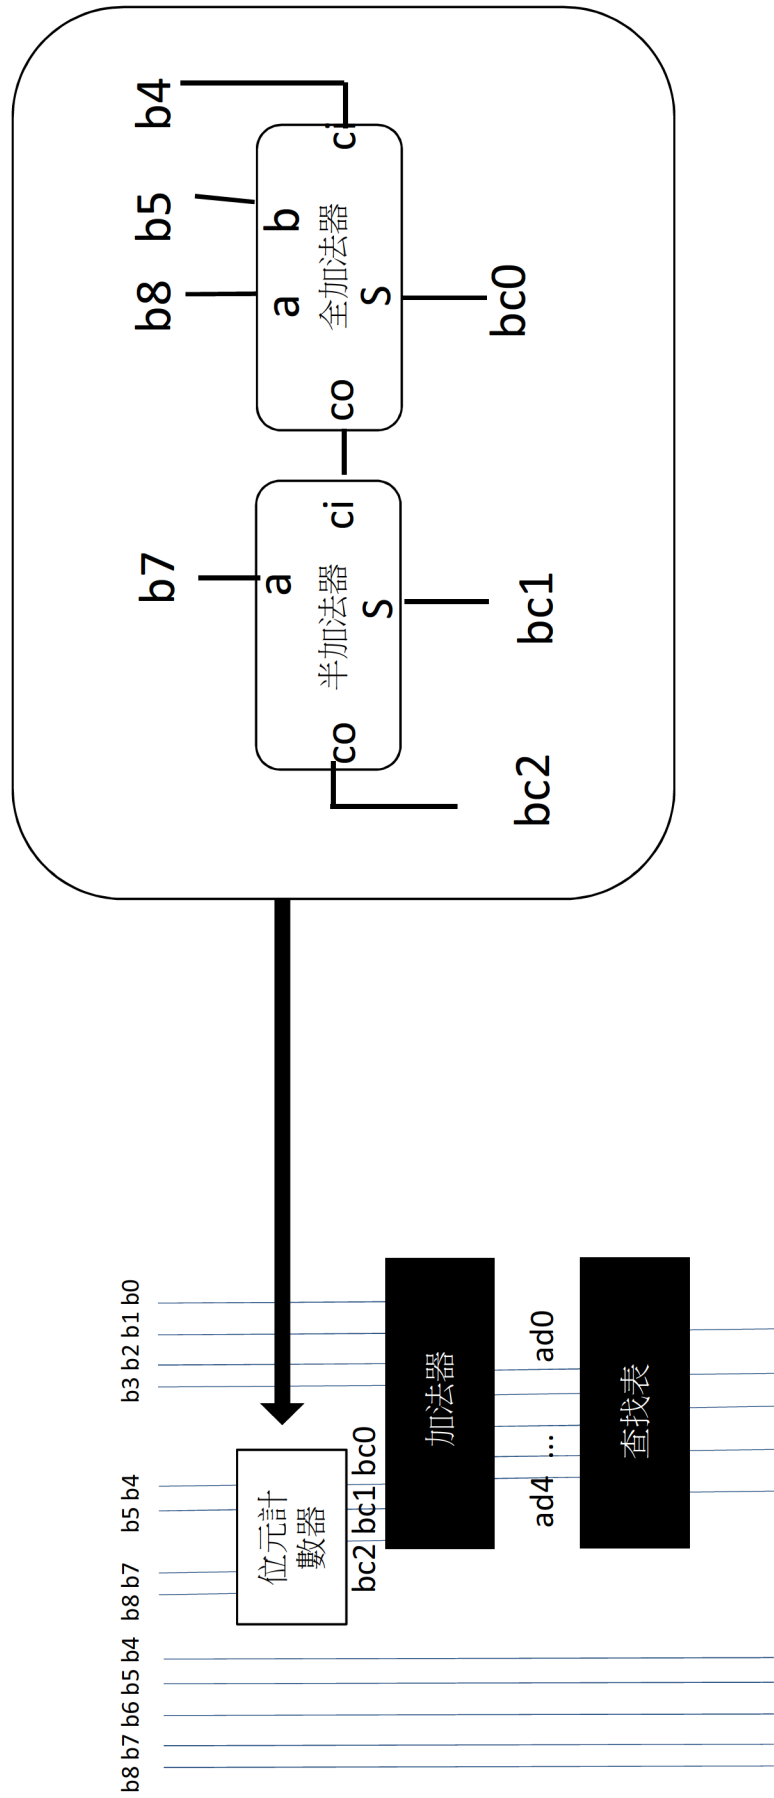 b8 b7 b6 b5 b4
b8 b7
b5 b4
b3 b2 b1 b0
位元計
數器
bc2 bc1 bc0
加法器
ad4 ... ad0
查找表
b7
b8
b5
b4
a
co
ci
半加法器
S
a
b
co
ci
全加法器
S
bc2
bc1
bc0